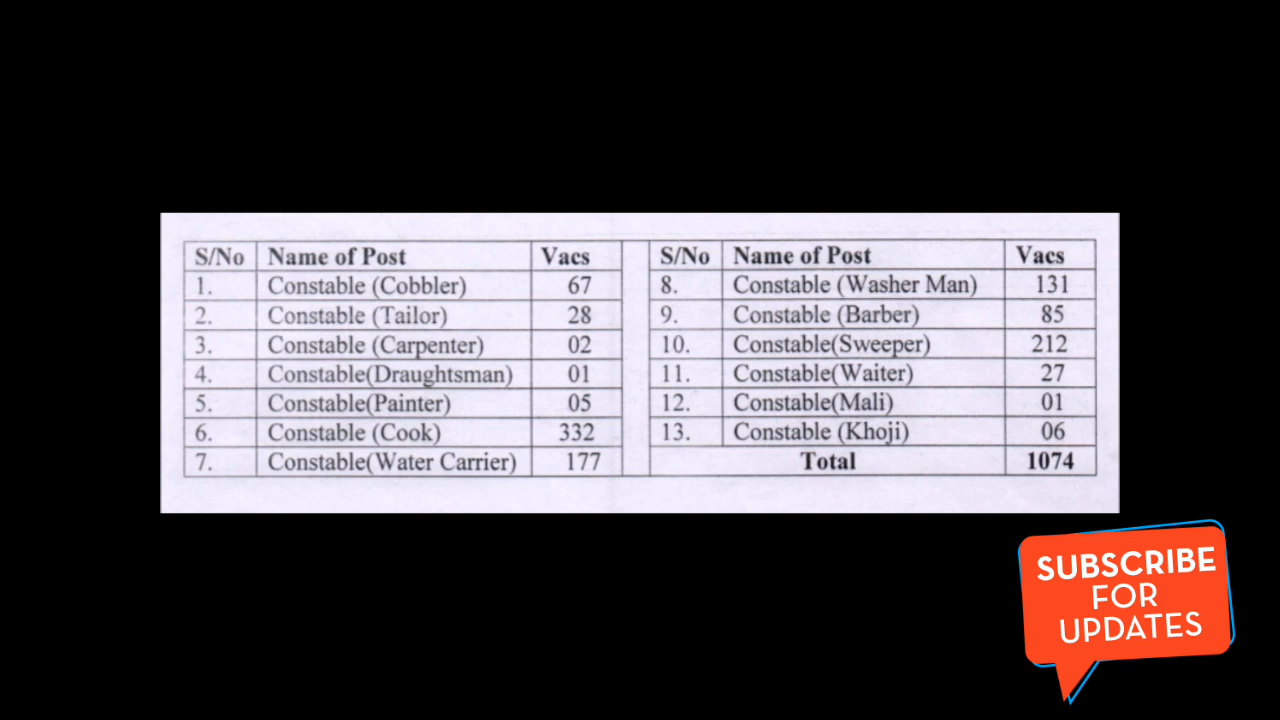 S/No Name of Post Vacs S/No Name of Post Vacs
1. Constable (Cobbler) 67 8. Constable (Washer Man) 131
2. Constable (Tailor) 28 9. Constable (Barber) 85
3. Constable (Carpenter) 02 10. Constable(Sweeper) 212
4. Constable(Draughtsman) 01 11. Constable(Waiter) 27
5. Constable(Painter) 05 12. Constable(Mali) 01
6. Constable (Cook) 332 13. Constable (Khoji) 06
7. Constable(Water Carrier) 177 Total 1074
SUBSCRIBE
FOR
UPDATES